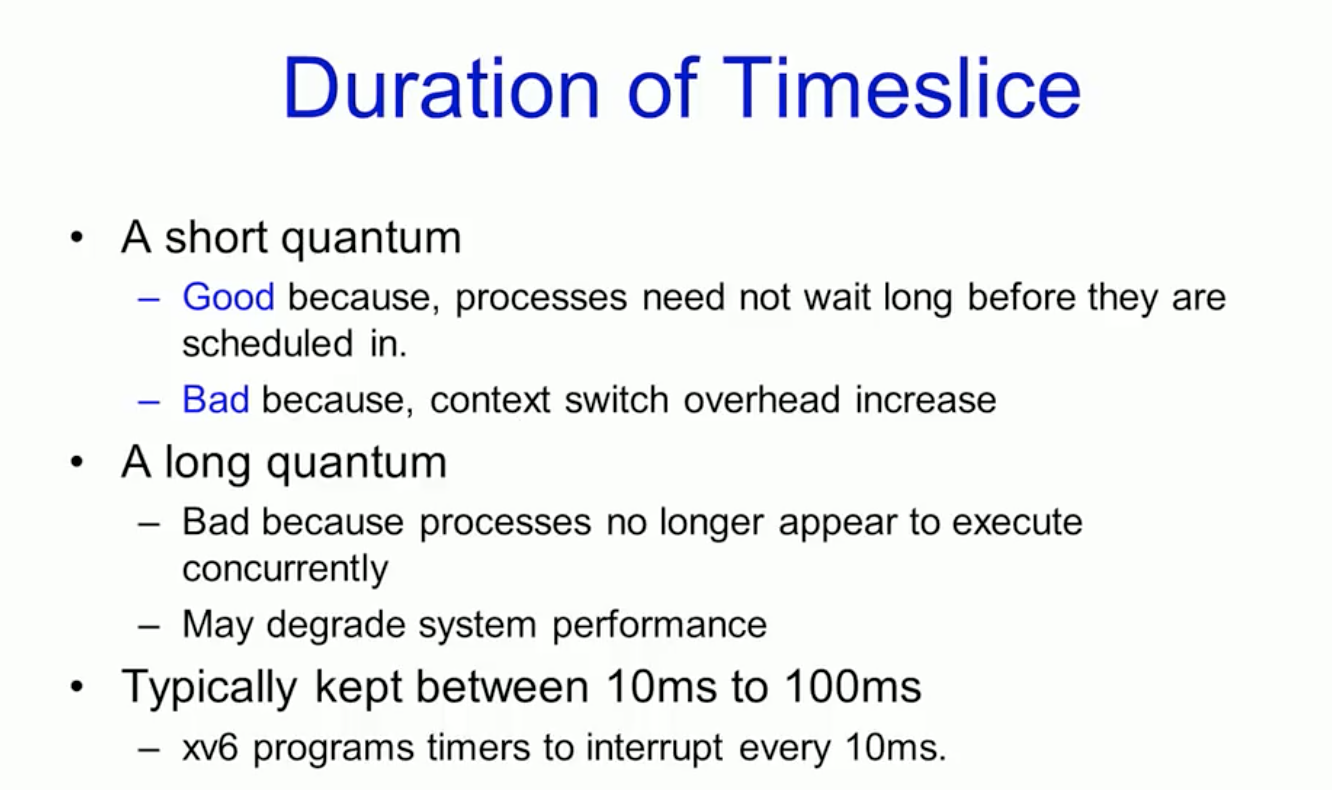 Duration of Timeslice
• A short quantum
– Good because, processes need not wait long before they are
scheduled in.
– Bad because, context switch overhead increase
• A long quantum
– Bad because processes no longer appear to execute
concurrently
– May degrade system performance
• Typically kept between 10ms to 100ms
– xv6 programs timers to interrupt every 10ms.